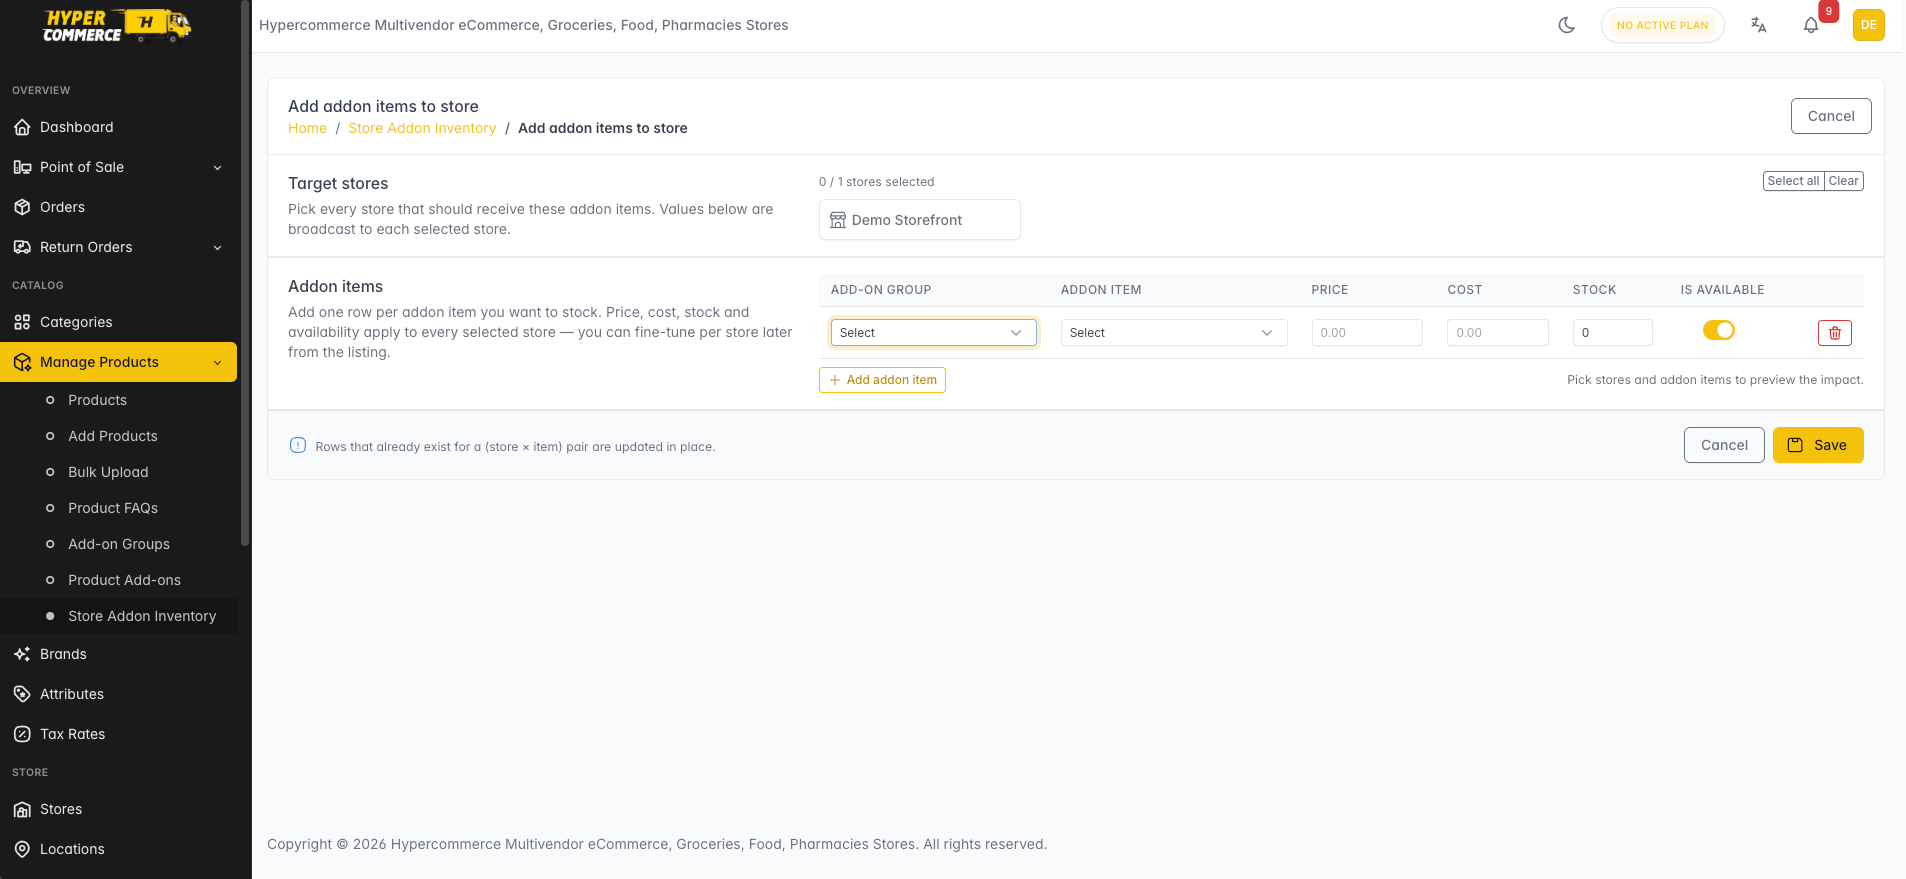 HYPER
COMMERCE
H
Hypercommerce Multivendor eCommerce, Groceries, Food, Pharmacies Stores
NO ACTIVE PLAN
9
DE
OVERVIEW
Dashboard
Point of Sale
Orders
Return Orders
CATALOG
Categories
Manage Products
Products
Add Products
Bulk Upload
Product FAQs
Add-on Groups
Product Add-ons
Store Addon Inventory
Brands
Attributes
Tax Rates
STORE
Stores
Locations
Add addon items to store
Home / Store Addon Inventory / Add addon items to store
Cancel
Target stores
Pick every store that should receive these addon items. Values below are
broadcast to each selected store.
0 / 1 stores selected
Select all
Clear
Demo Storefront
Addon items
Add one row per addon item you want to stock. Price, cost, stock and
availability apply to every selected store — you can fine-tune per store later
from the listing.
ADD-ON GROUP ADDON ITEM PRICE COST STOCK IS AVAILABLE
Select Select 0.00 0.00 0
Add addon item
Pick stores and addon items to preview the impact.
Rows that already exist for a (store × item) pair are updated in place.
Cancel
Save
Copyright © 2026 Hypercommerce Multivendor eCommerce, Groceries, Food, Pharmacies Stores. All rights reserved.